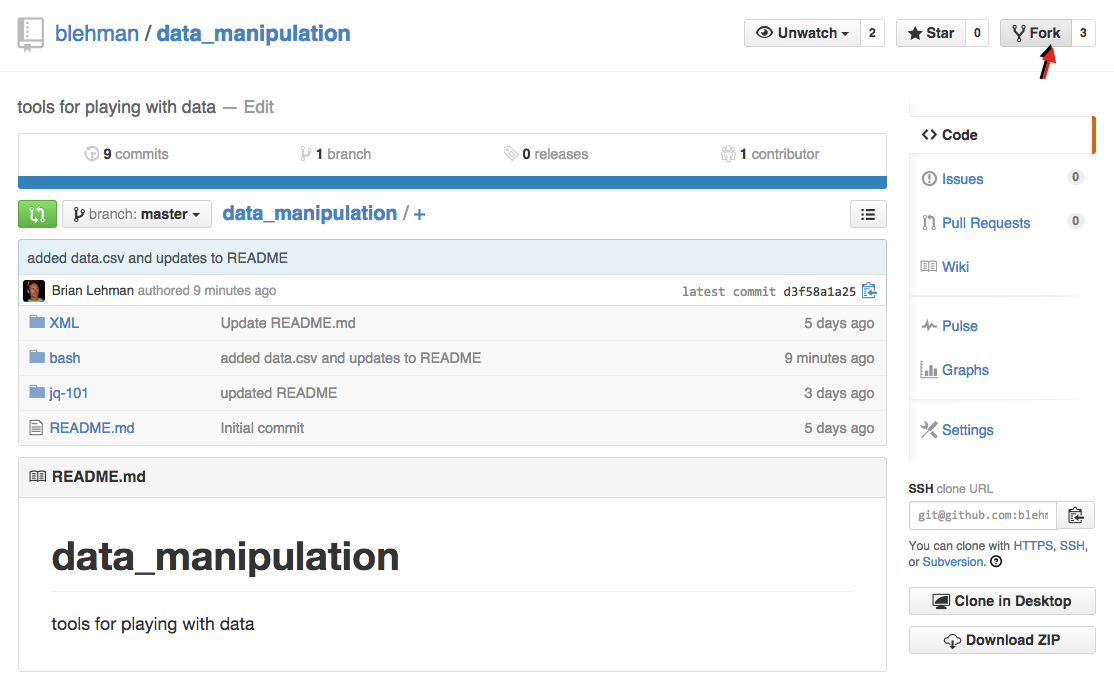 blehman / data_manipulation
Unwatch 2 Star 0 Fork 3
tools for playing with data — Edit
9 commits 1 branch 0 releases 1 contributor
branch: master data_manipulation / +
added data.csv and updates to README
Brian Lehman authored 9 minutes ago latest commit d3f58a1a25
XML Update README.md 5 days ago
bash added data.csv and updates to README 9 minutes ago
jq-101 updated README 3 days ago
README.md Initial commit 5 days ago
README.md
data_manipulation
tools for playing with data
Code
Issues 0
Pull Requests 0
Wiki
Pulse
Graphs
Settings
SSH clone URL
git@github.com:blehm
You can clone with HTTPS, SSH,
or Subversion. ?
Clone in Desktop
Download ZIP